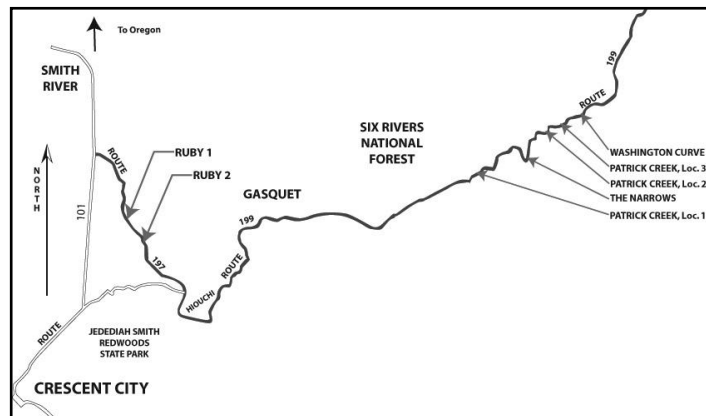 To Oregon
SMITH
RIVER
NORTH
101
ROUTE
RUBY 1
RUBY 2
197
ROUTE
JEDEDIAH SMITH
REDWOODS
STATE PARK
CRESCENT CITY
HIOUCHI
ROUTE
199
GASQUET
SIX RIVERS
NATIONAL
FOREST
199
ROUTE
WASHINGTON CURVE
PATRICK CREEK, Loc. 3
PATRICK CREEK, Loc. 2
THE NARROWS
PATRICK CREEK, Loc. 1